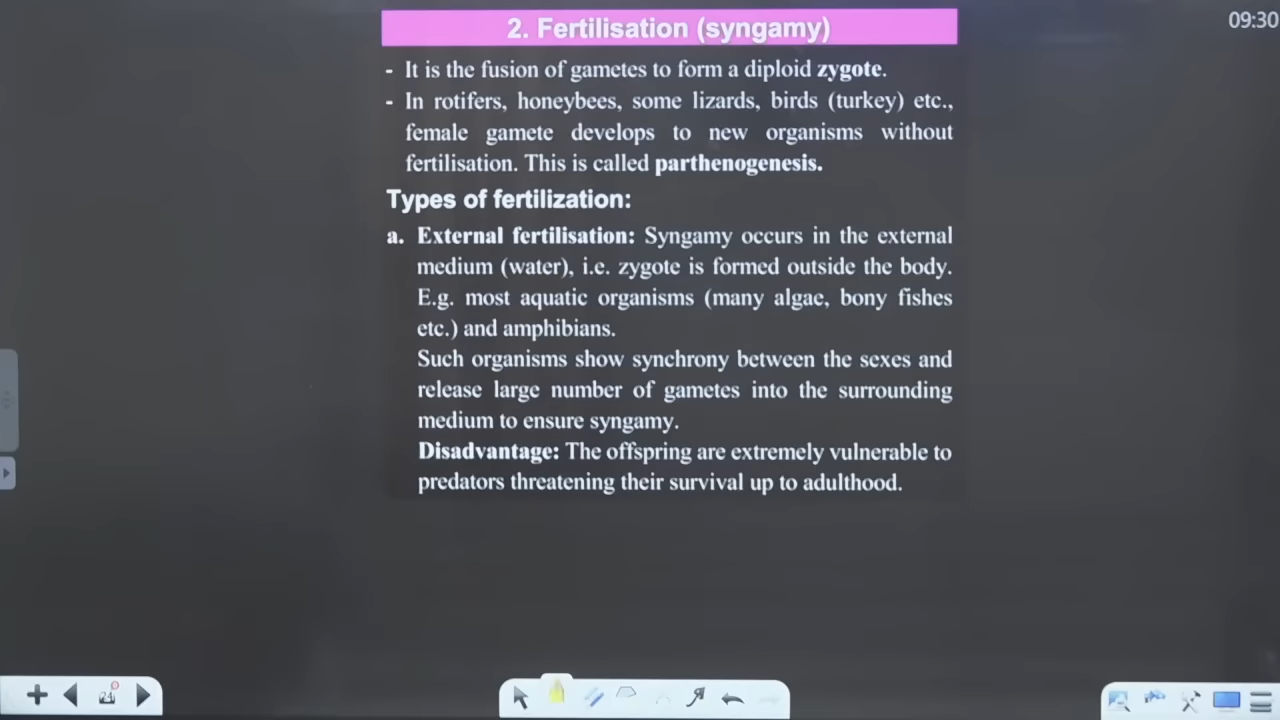 2. Fertilisation (syngamy)
09:30
- It is the fusion of gametes to form a diploid zygote.
- In rotifers, honeybees, some lizards, birds (turkey) etc.,
female gamete develops to new organisms without
fertilisation. This is called parthenogenesis.
Types of fertilization:
a. External fertilisation: Syngamy occurs in the external
medium (water), i.e. zygote is formed outside the body.
E.g. most aquatic organisms (many algae, bony fishes
etc.) and amphibians.
Such organisms show synchrony between the sexes and
release large number of gametes into the surrounding
medium to ensure syngamy.
Disadvantage: The offspring are extremely vulnerable to
predators threatening their survival up to adulthood.